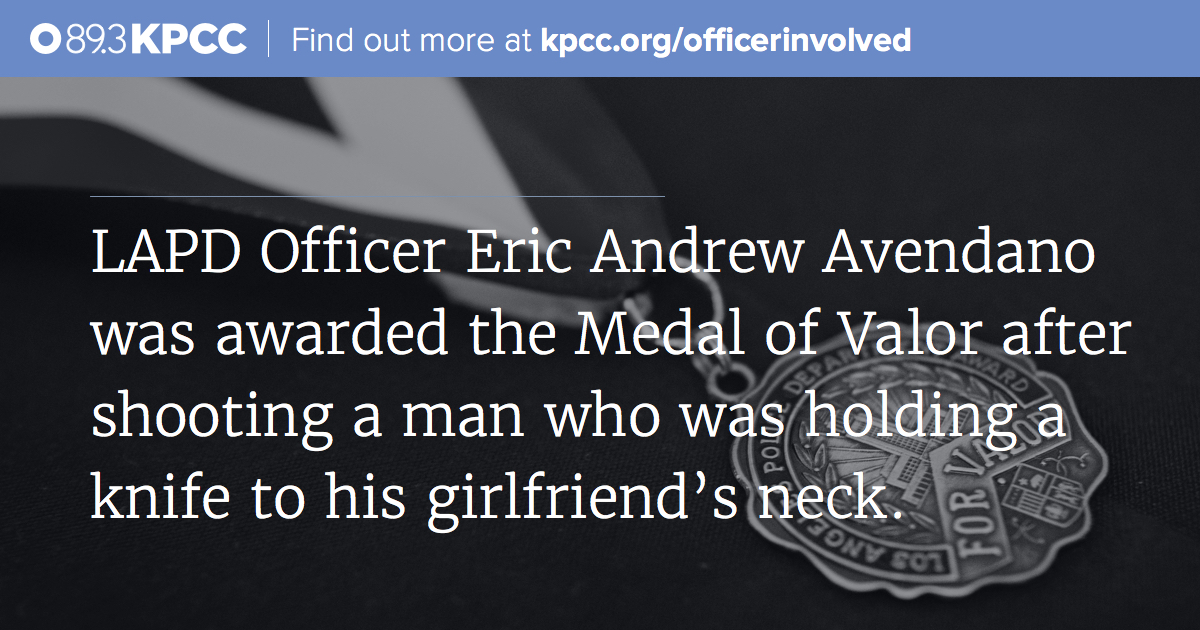 89.3 KPCC Find out more at kpcc.org/officerinvolved
LAPD Officer Eric Andrew Avendano
was awarded the Medal of Valor after
shooting a man who was holding a
knife to his girlfriend’s neck.
POLICE DEPARTMENT AWARD
FOR VALOR
LOS ANGELES